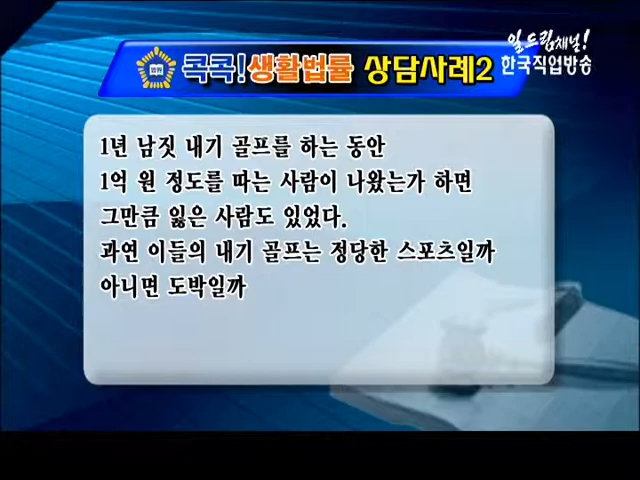 일드림채널!
한국직업방송
콕콕!생활법률 상담사례2
1년 남짓 내기 골프를 하는 동안
1억 원 정도를 따는 사람이 나왔는가 하면
그만큼 잃은 사람도 있었다.
과연 이들의 내기 골프는 정당한 스포츠일까
아니면 도박일까